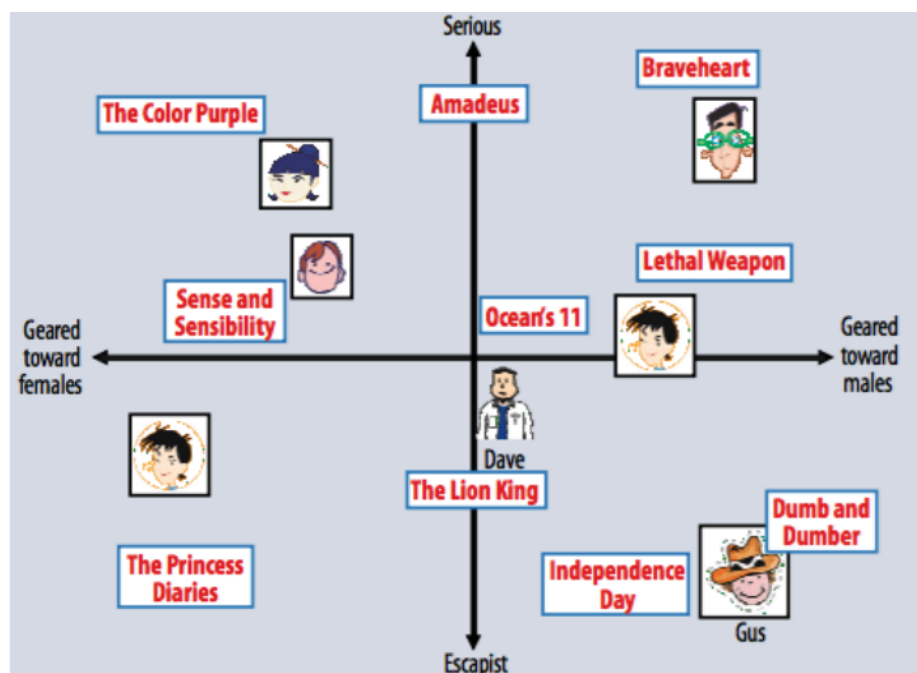 Serious
Braveheart
Amadeus
The Color Purple
Lethal Weapon
Sense and
Sensibility
Ocean's 11
Geared
toward
females
Geared
toward
males
Dave
The Lion King
Dumb and
Dumber
The Princess
Diaries
Independence
Day
Gus
Escapist